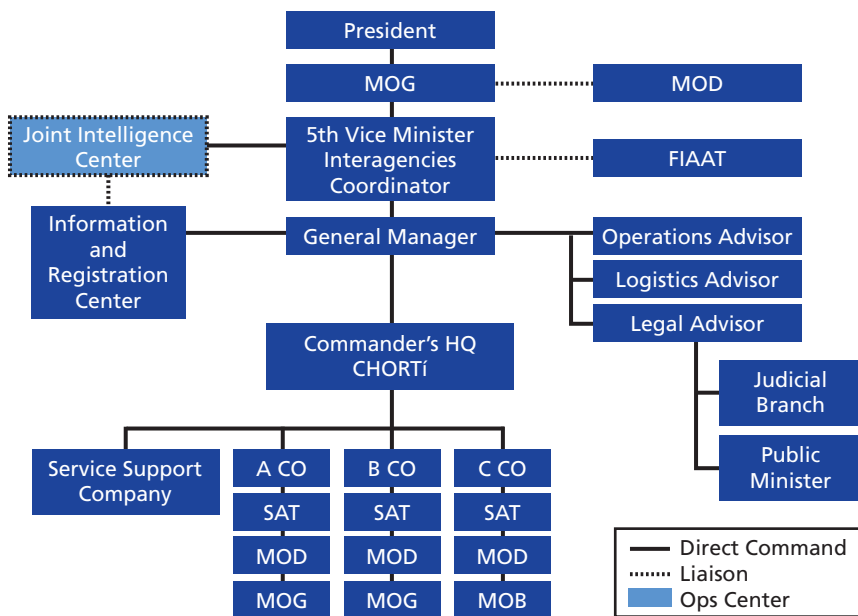 President
MOG
MOD
Joint Intelligence
Center
5th Vice Minister
Interagencies
Coordinator
FIAAT
Information
and
Registration
Center
General Manager
Operations Advisor
Logistics Advisor
Legal Advisor
Commander's HQ
CHORTí
Judicial
Branch
Public
Minister
Service Support
Company
A CO
B CO
C CO
SAT
SAT
SAT
MOD
MOD
MOD
MOG
MOG
MOB
Direct Command
Liaison
Ops Center